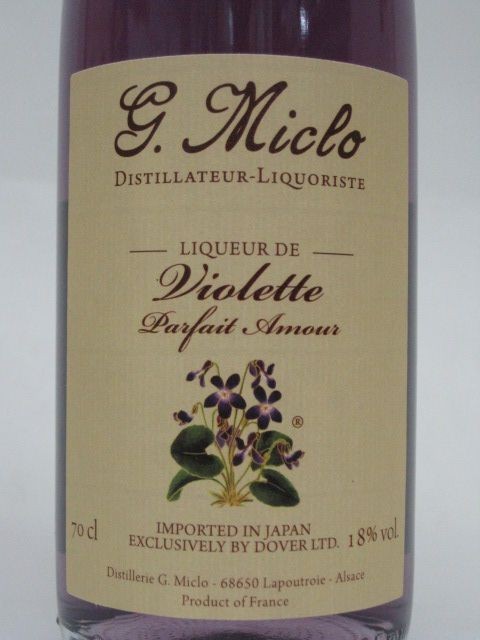 G. Miclo
DISTILLATEUR-LIQUORISTE
LIQUEUR DE
Violette
Parfait Amour
®
70 cl
IMPORTED IN JAPAN
EXCLUSIVELY BY DOVER LTD.
18% vol.
Distillerie G. Miclo - 68650 Lapoutroie - Alsace
Product of France